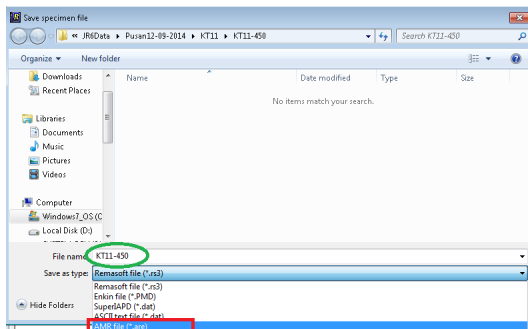 Save specimen file
« JR6Data ▸ Pusan12-09-2014 ▸ KT11 ▸ KT11-450
Search KT11-450
Organize New folder
Downloads
Recent Places
Libraries
Documents
Music
Pictures
Videos
Computer
Windows7_OS (C
Local Disk (D:)
Name Date modified Type Size
No items match your search.
File name: KT11-450
Save as type: Remasoft file (*.rs3)
Remasoft file (*.rs3)
Enkin file (*.PMD)
SuperIAPD (*.dat)
ASCII text file (*.dat)
AMR file (*.are)
Hide Folders